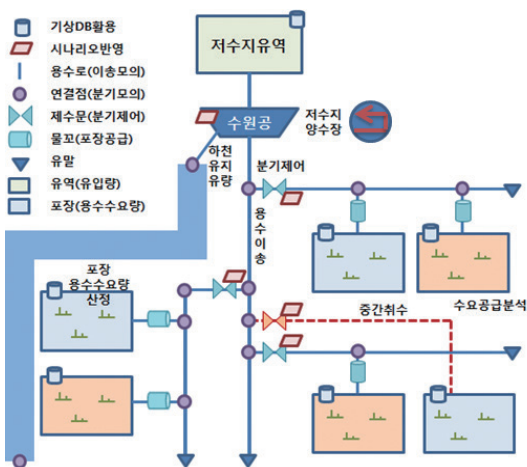 기상DB활용
시나리오반영
용수로(이송모의)
연결점(분기모의)
제수문(분기제어)
물꼬(포장공급)
유말
유역(유입량)
포장(용수수요량)
저수지유역
수원공
저수지
양수장
하천
유지
유량
분기제어
용수이송
포장
용수수요량
산정
중간취수
수요공급분석